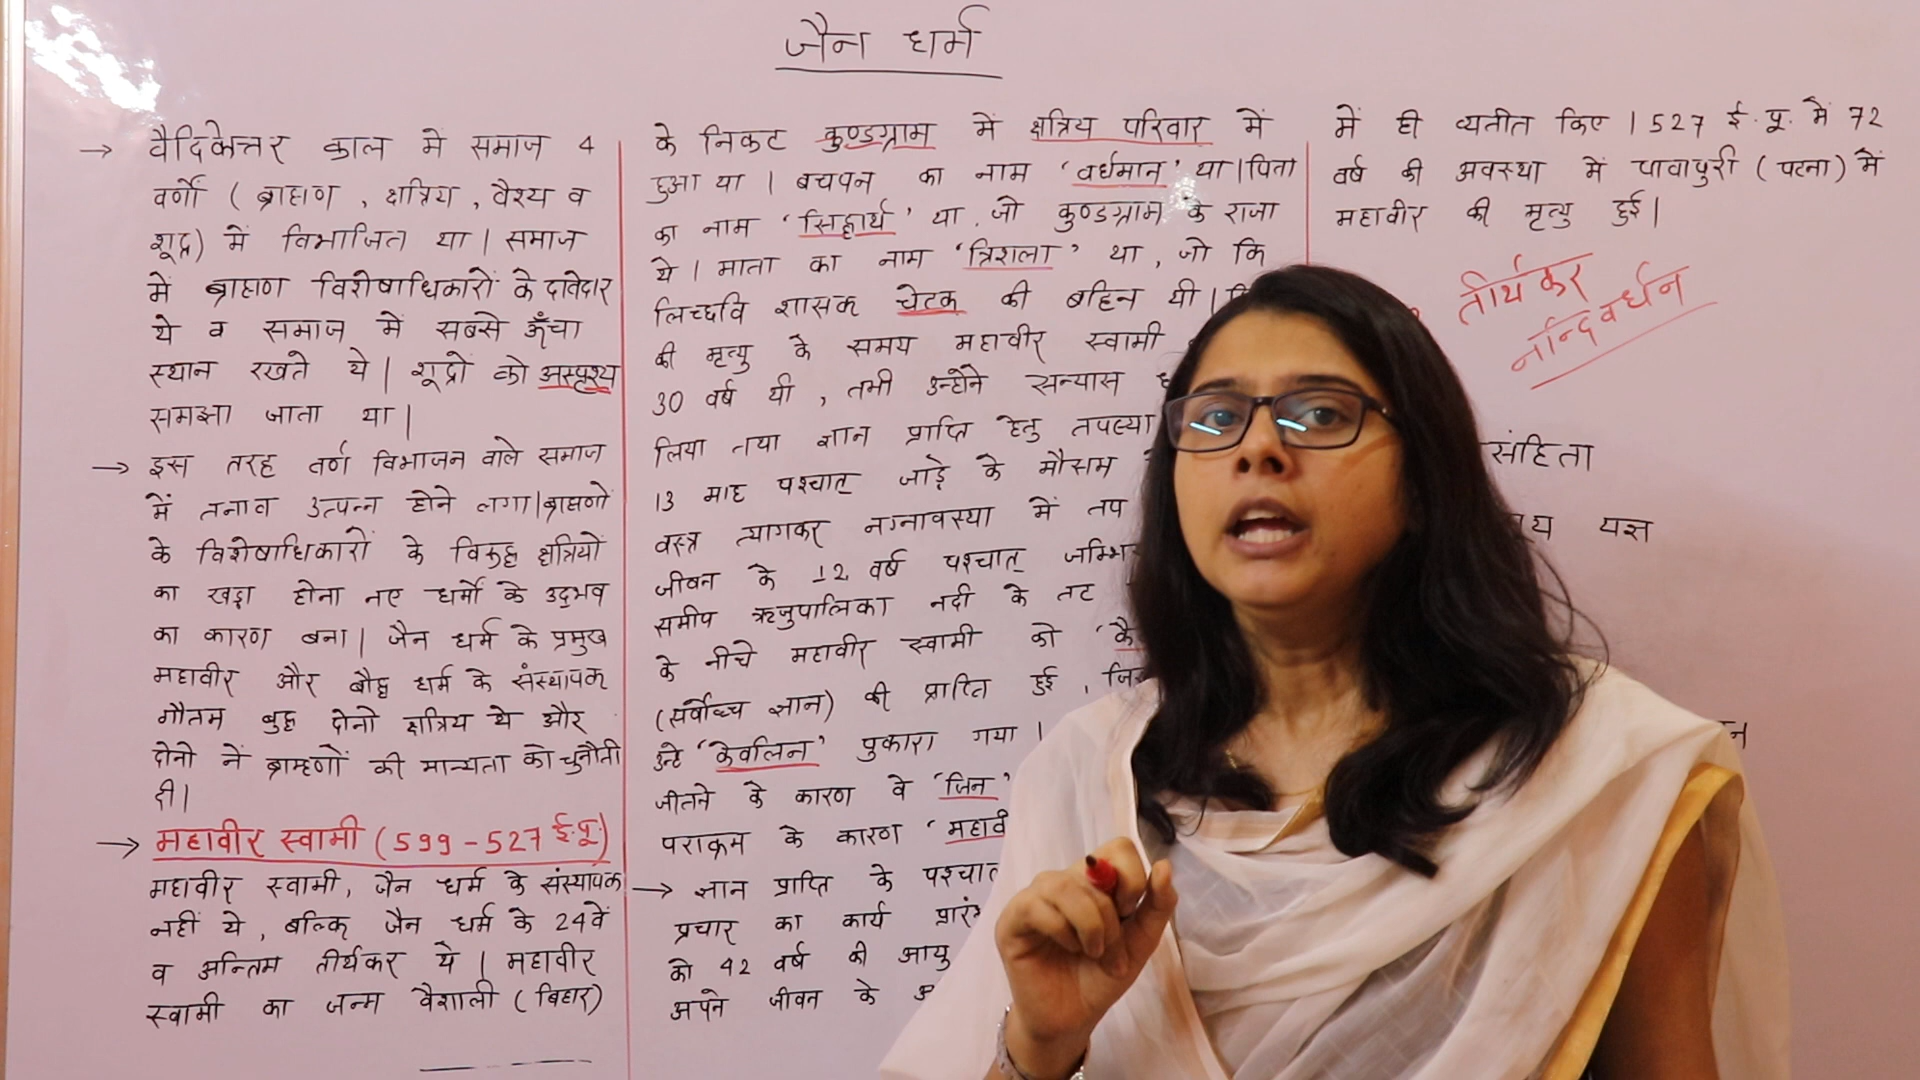 जैन धर्म
→ वैदिकेत्तर काल मे समाज 4
वर्णों ( ब्राह्मण , क्षत्रिय , वैश्य व
शूद्र) में विभाजित था | समाज
में ब्राह्मण विशेषाधिकारों के दावेदार
थे व समाज में सबसे ऊँचा
स्थान रखते थे | शूद्रों को अस्पृश्य
समझा जाता था |
→ इस तरह वर्ण विभाजन वाले समाज
में तनाव उत्पन्न होने लगा | ब्राह्मणो
के विशेषाधिकारों के विरुद्ध क्षत्रियों
का खड़ा होना नए धर्मों के उद्भव
का कारण बना | जैन धर्म के प्रमुख
महावीर और बौद्ध धर्म के संस्थापक
गौतम बुद्ध दोनो क्षत्रिय थे और
दोनो ने ब्राम्हणों की मान्यता को चुनौती
दी |
→ महावीर स्वामी ( 599 - 527 ई.पू.)
महावीर स्वामी, जैन धर्म के संस्थापक
नहीं थे , बल्कि जैन धर्म के 24वें
व अन्तिम तीर्थकर थे | महावीर
स्वामी का जन्म वैशाली ( बिहार)
के निकट कुण्डग्राम में क्षत्रिय परिवार में
हुआ था | बचपन का नाम 'वर्धमान' था | पिता
का नाम 'सिद्धार्थ' था , जो कुण्डग्राम के राजा
थे | माता का नाम 'त्रिशला' था , जो कि
लिच्छवि शासक चेटक की बहिन थी |
की मृत्यु के समय महावीर स्वामी
30 वर्ष थी , तभी उन्होंने सन्यास
लिया तथा ज्ञान प्राप्ति हेतु तपस्या
13 माह पश्चात् जाड़े के मौसम
वस्त्र त्यागकर नग्नावस्था में तप
जीवन के 12 वर्ष पश्चात्
समीप ऋजुपालिका नदी के तट
के नीचे महावीर स्वामी को
(सर्वोच्च ज्ञान) की प्राप्ति हुई ,
उन्हे 'केवलिन' पुकारा गया |
जीतने के कारण वे 'जिन'
पराक्रम के कारण
→ ज्ञान प्राप्ति के पश्चात
प्रचार का कार्य
को 42 वर्ष की आयु
अपने जीवन के
में ही व्यतीत किए | 527 ई.पू. मे 72
वर्ष की अवस्था में पावापुरी ( पटना ) में
महावीर की मृत्यु हुई |
तीर्थकर
नन्दिवर्धन
संहिता
यज्ञ